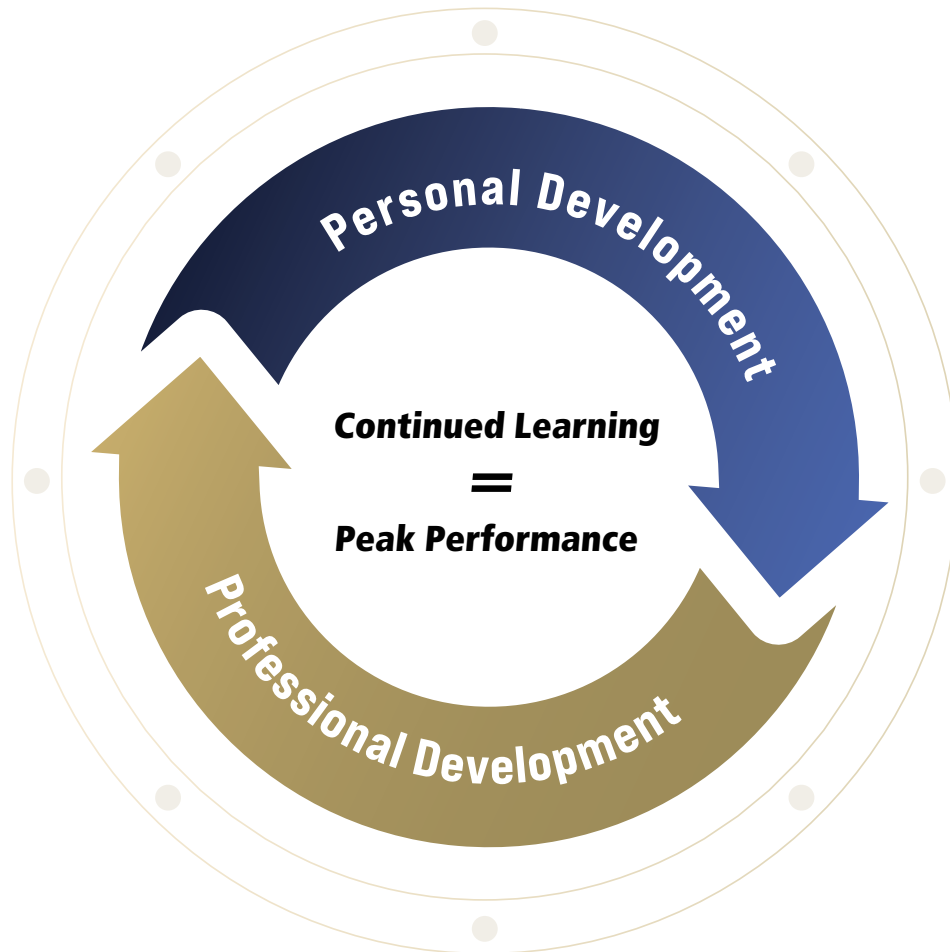 Personal Development
Continued Learning
=
Peak Performance
Professional Development